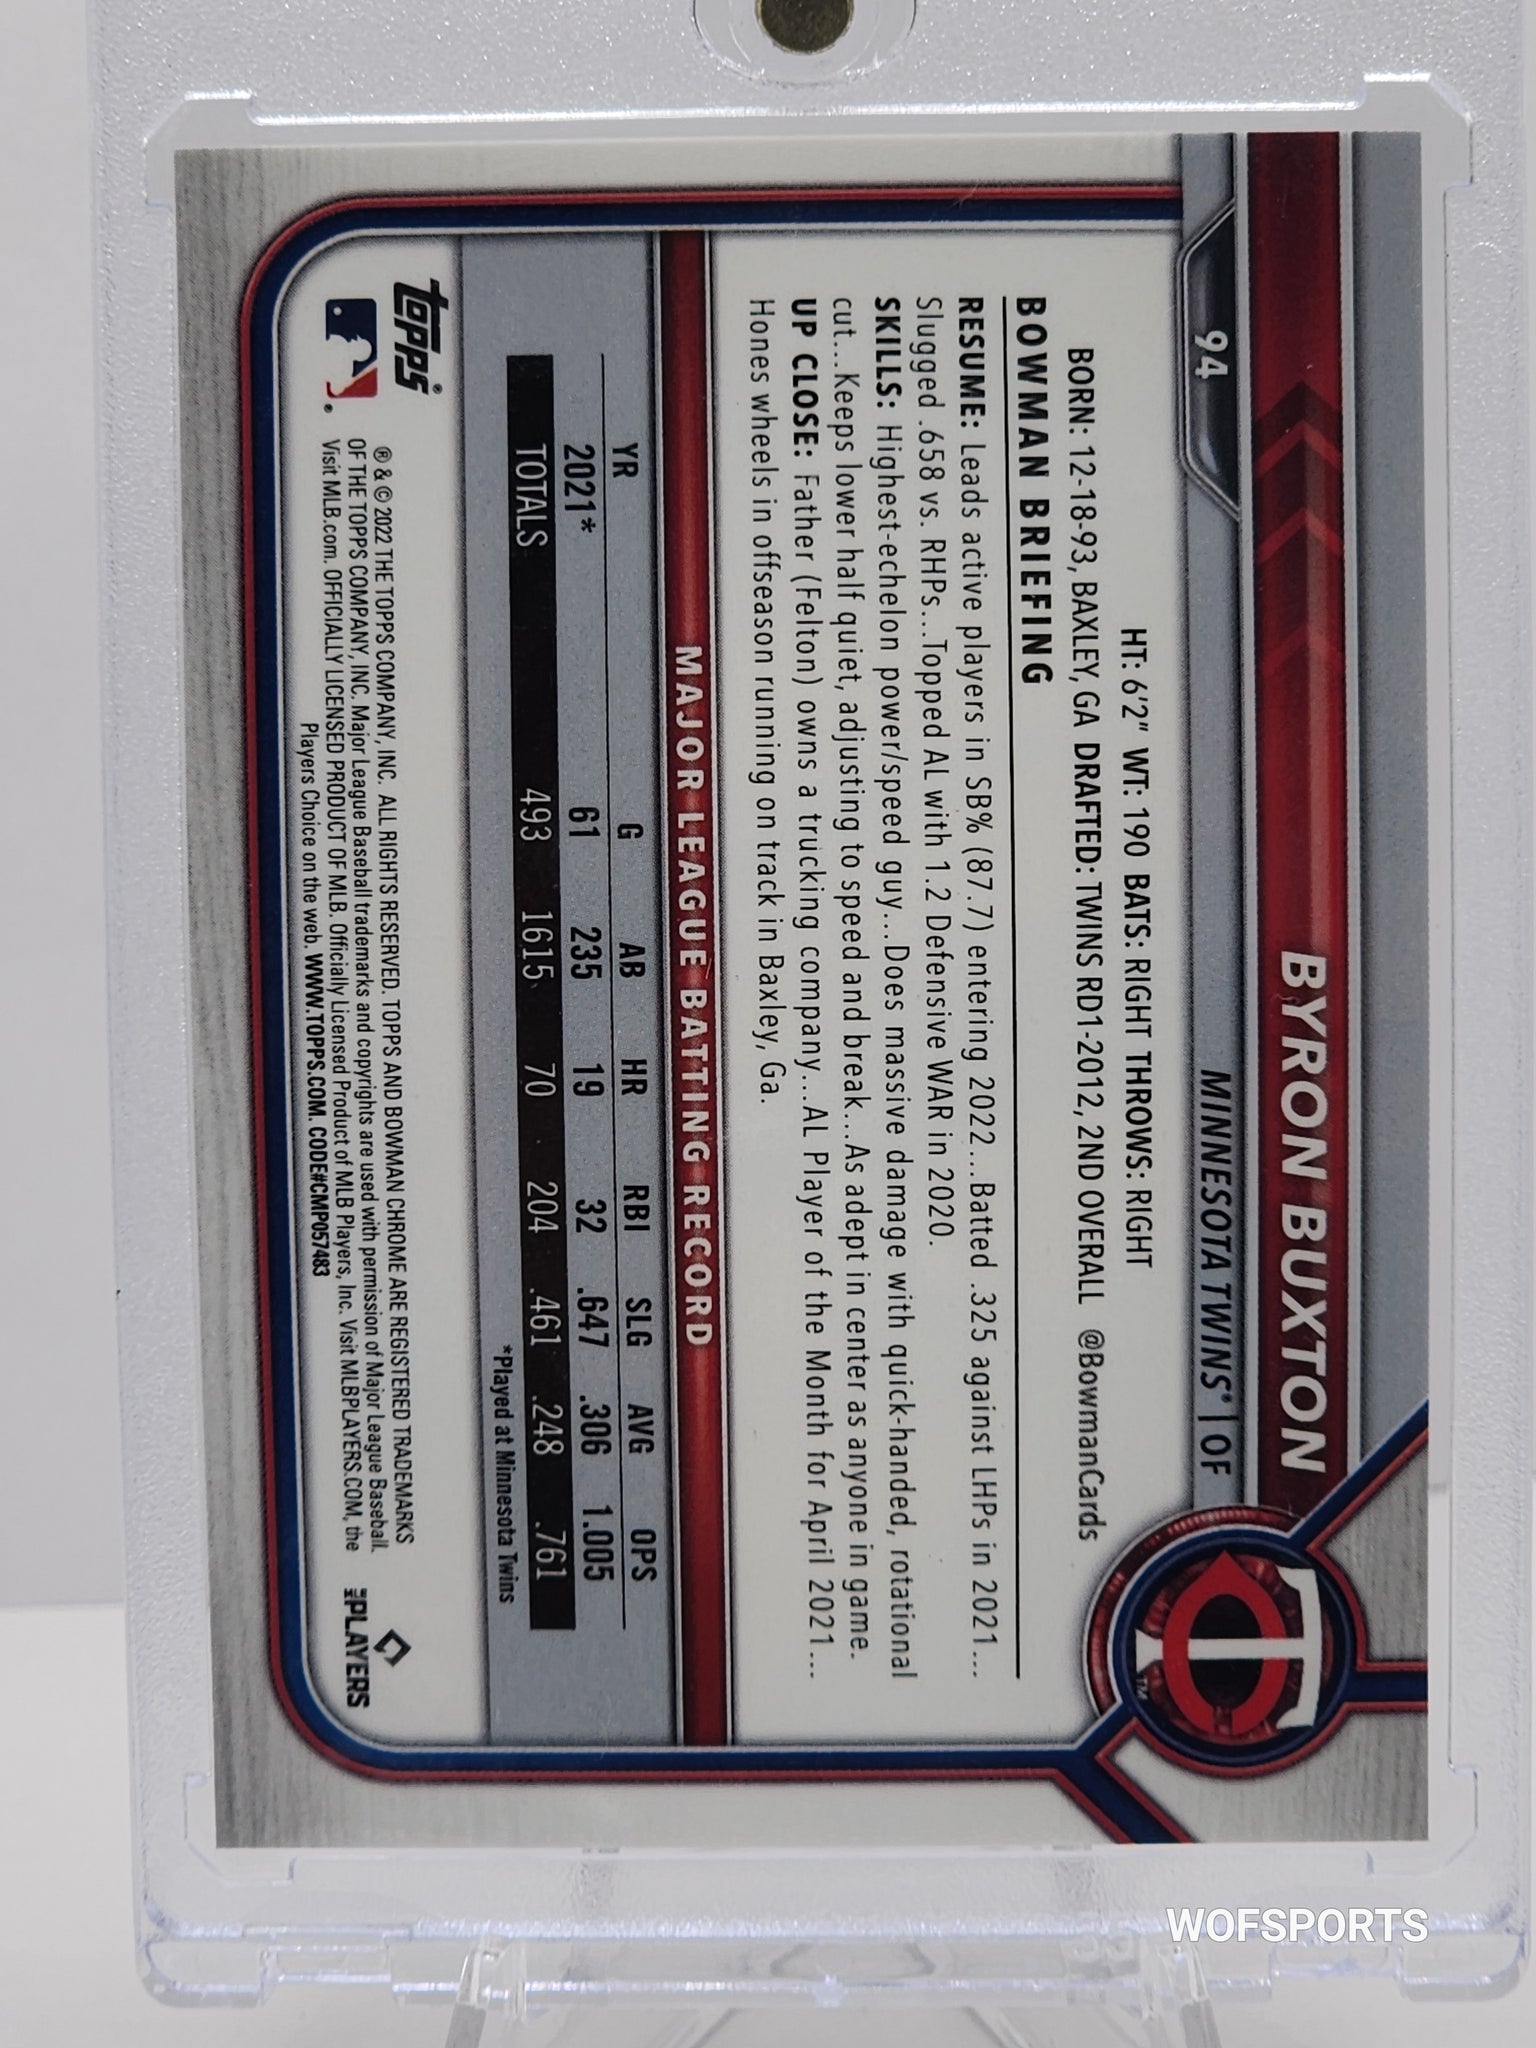 94
BYRON BUXTON
MINNESOTA TWINS® | OF
HT: 6'2" WT: 190 BATS: RIGHT THROWS: RIGHT
BORN: 12-18-93, BAXLEY, GA DRAFTED: TWINS RD1-2012, 2ND OVERALL @BowmanCards
BOWMAN BRIEFING
RESUME: Leads active players in SB% (87.7) entering 2022...Batted .325 against LHPs in 2021...
Slugged .658 vs. RHPs...Topped AL with 1.2 Defensive WAR in 2020.
SKILLS: Highest-echelon power/speed guy...Does massive damage with quick-handed, rotational
cut...Keeps lower half quiet, adjusting to speed and break...As adept in center as anyone in game.
UP CLOSE: Father (Felton) owns a trucking company...AL Player of the Month for April 2021...
Hones wheels in offseason running on track in Baxley, Ga.
MAJOR LEAGUE BATTING RECORD
YR G AB HR RBI SLG AVG OPS
2021* 61 235 19 32 .647 .306 1.005
TOTALS 493 1615 70 204 .461 .248 .761
*Played at Minnesota Twins
topps®
® & © 2022 THE TOPPS COMPANY, INC. ALL RIGHTS RESERVED. TOPPS AND BOWMAN CHROME ARE REGISTERED TRADEMARKS
OF THE TOPPS COMPANY, INC. Major League Baseball trademarks and copyrights are used with permission of Major League Baseball.
Visit MLB.com. OFFICIALLY LICENSED PRODUCT OF MLB. Officially Licensed Product of MLB Players, Inc. Visit MLBPLAYERS.COM, the
Players Choice on the web. WWW.TOPPS.COM. CODE#CMP057483
PLAYERS
TC
TM
WOFSPORTS